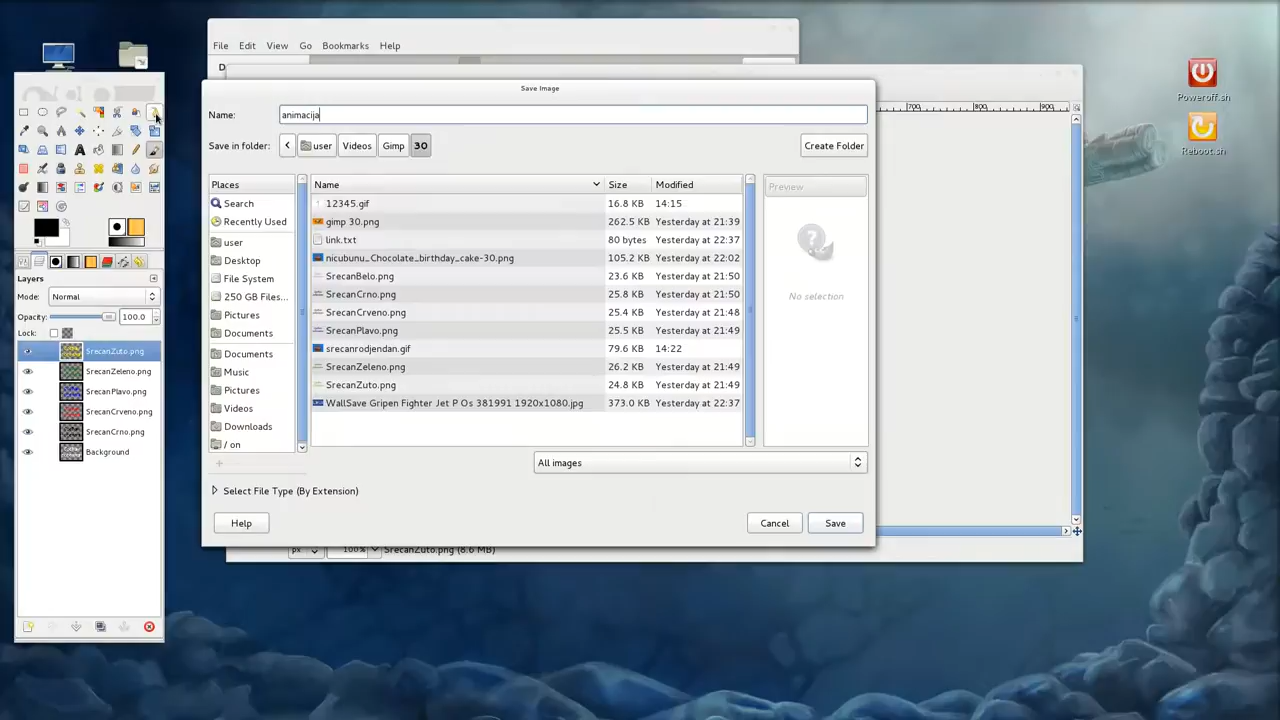 File Edit View Go Bookmarks Help
Poweroff.sh
Reboot.sh
D
700 800 900
Save Image
Name: animacija
Save in folder: < user Videos Gimp 30 Create Folder
Places
Search
Recently Used
user
Desktop
File System
250 GB Files...
Pictures
Documents
Documents
Music
Pictures
Videos
Downloads
/ on
Name Size Modified
12345.gif 16.8 KB 14:15
gimp 30.png 262.5 KB Yesterday at 21:39
link.txt 80 bytes Yesterday at 22:37
nicubunu_Chocolate_birthday_cake-30.png 105.2 KB Yesterday at 22:02
SrecanBelo.png 23.6 KB Yesterday at 21:50
SrecanCrno.png 25.8 KB Yesterday at 21:50
SrecanCrveno.png 25.4 KB Yesterday at 21:48
SrecanPlavo.png 25.5 KB Yesterday at 21:49
srecanrodjendan.gif 79.6 KB 14:22
SrecanZeleno.png 26.2 KB Yesterday at 21:49
SrecanZuto.png 24.8 KB Yesterday at 21:49
WallSave Gripen Fighter Jet P Os 381991 1920x1080.jpg 373.0 KB Yesterday at 22:37
Preview
No selection
All images
Select File Type (By Extension)
Help Cancel Save
px 100% SrecanZuto.png (8.6 MB)
Layers
Mode: Normal
Opacity: 100.0
Lock:
SrecanZuto.png
SrecanZeleno.png
SrecanPlavo.png
SrecanCrveno.png
SrecanCrno.png
Background